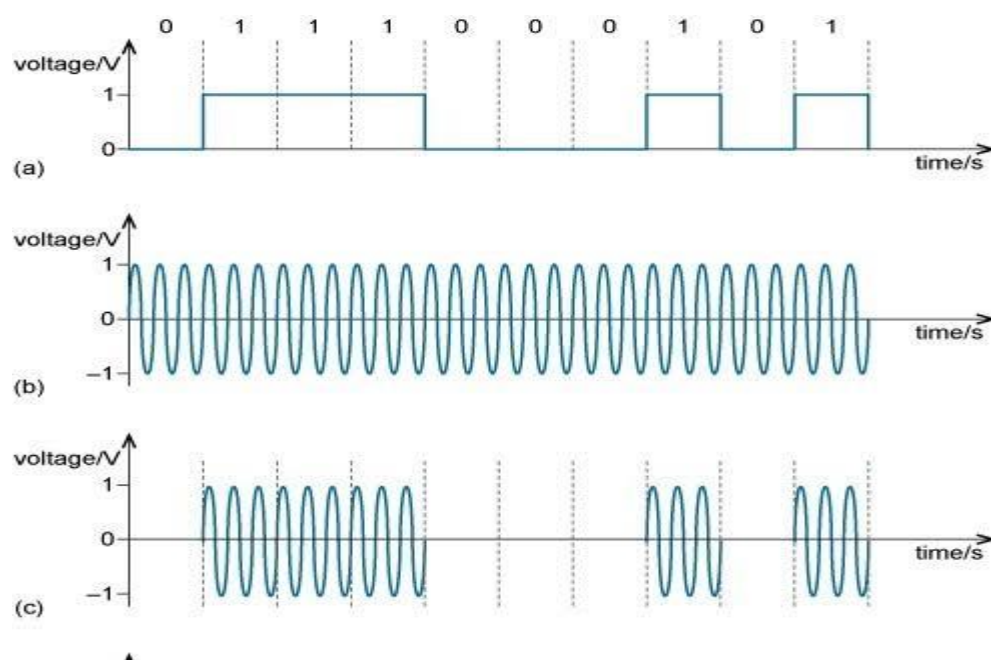 0 1 1 1 0 0 0 1 0 1
voltage/V
1
0
time/s
(a)
voltage/V
1
0
time/s
–1
(b)
voltage/V
1
0
time/s
–1
(c)